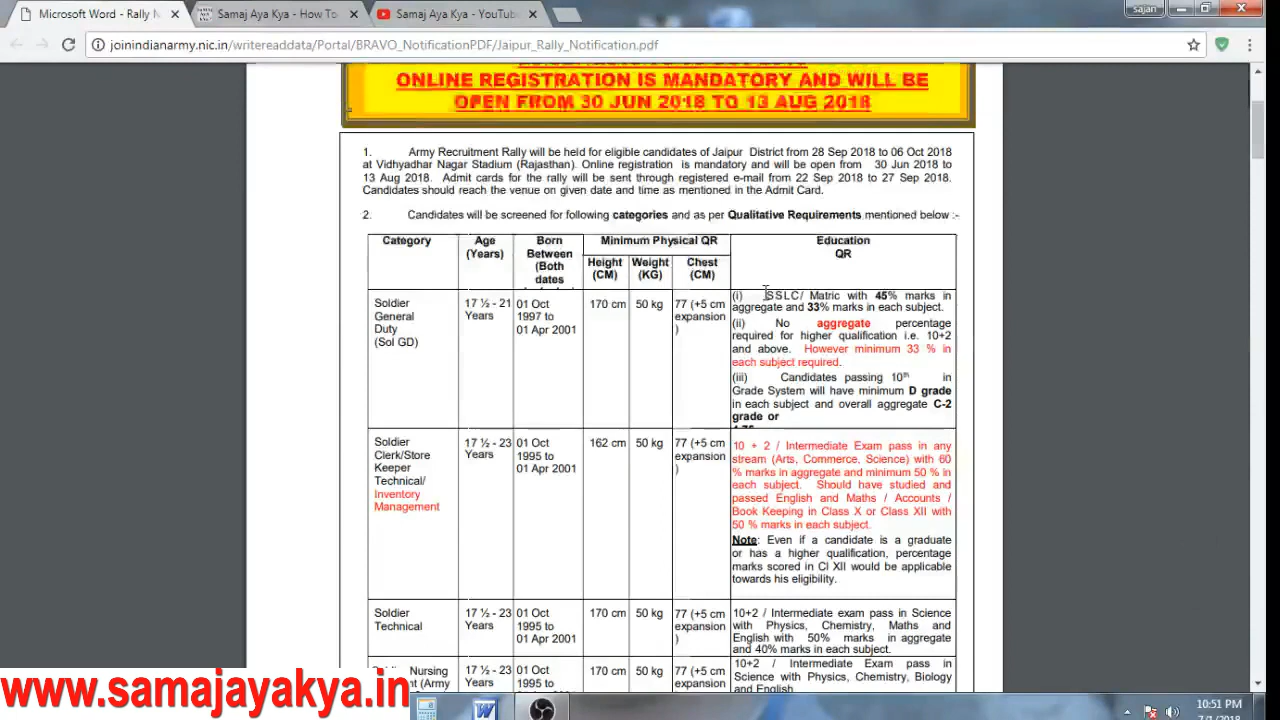 Microsoft Word - Rally N
Samaj Aya Kya - How To
Samaj Aya Kya - YouTube
sajan
joinindianarmy.nic.in/writereaddata/Portal/BRAVO_NotificationPDF/Jaipur_Rally_Notification.pdf
ONLINE REGISTRATION IS MANDATORY AND WILL BE
OPEN FROM 30 JUN 2018 TO 13 AUG 2018
1. Army Recruitment Rally will be held for eligible candidates of Jaipur District from 28 Sep 2018 to 06 Oct 2018
at Vidhyadhar Nagar Stadium (Rajasthan). Online registration is mandatory and will be open from 30 Jun 2018 to
13 Aug 2018. Admit cards for the rally will be sent through registered e-mail from 22 Sep 2018 to 27 Sep 2018.
Candidates should reach the venue on given date and time as mentioned in the Admit Card.
2. Candidates will be screened for following categories and as per Qualitative Requirements mentioned below :-
Category
Age
(Years)
Born
Between
(Both
dates
Minimum Physical QR
Height
(CM)
Weight
(KG)
Chest
(CM)
Education
QR
Soldier
General
Duty
(Sol GD)
17 ½ - 21
Years
01 Oct
1997 to
01 Apr 2001
170 cm
50 kg
77 (+5 cm
expansion
)
(i) SSLC/ Matric with 45% marks in
aggregate and 33% marks in each subject.
(ii) No aggregate percentage
required for higher qualification i.e. 10+2
and above. However minimum 33 % in
each subject required.
(iii) Candidates passing 10th in
Grade System will have minimum D grade
in each subject and overall aggregate C-2
grade or
Soldier
Clerk/Store
Keeper
Technical/
Inventory
Management
17 ½ - 23
Years
01 Oct
1995 to
01 Apr 2001
162 cm
50 kg
77 (+5 cm
expansion
)
10 + 2 / Intermediate Exam pass in any
stream (Arts, Commerce, Science) with 60
% marks in aggregate and minimum 50 % in
each subject. Should have studied and
passed English and Maths / Accounts /
Book Keeping in Class X or Class XII with
50 % marks in each subject.
Note: Even if a candidate is a graduate
or has a higher qualification, percentage
marks scored in Cl XII would be applicable
towards his eligibility.
Soldier
Technical
17 ½ - 23
Years
01 Oct
1995 to
01 Apr 2001
170 cm
50 kg
77 (+5 cm
expansion
)
10+2 / Intermediate exam pass in Science
with Physics, Chemistry, Maths and
English with 50% marks in aggregate
and 40% marks in each subject.
Nursing
(Army
17 ½ - 23
Years
01 Oct
1995 to
170 cm
50 kg
77 (+5 cm
expansion
10+2 / Intermediate Exam pass in
Science with Physics, Chemistry, Biology
and English
www.samajayakya.in
10:51 PM
7/1/2018